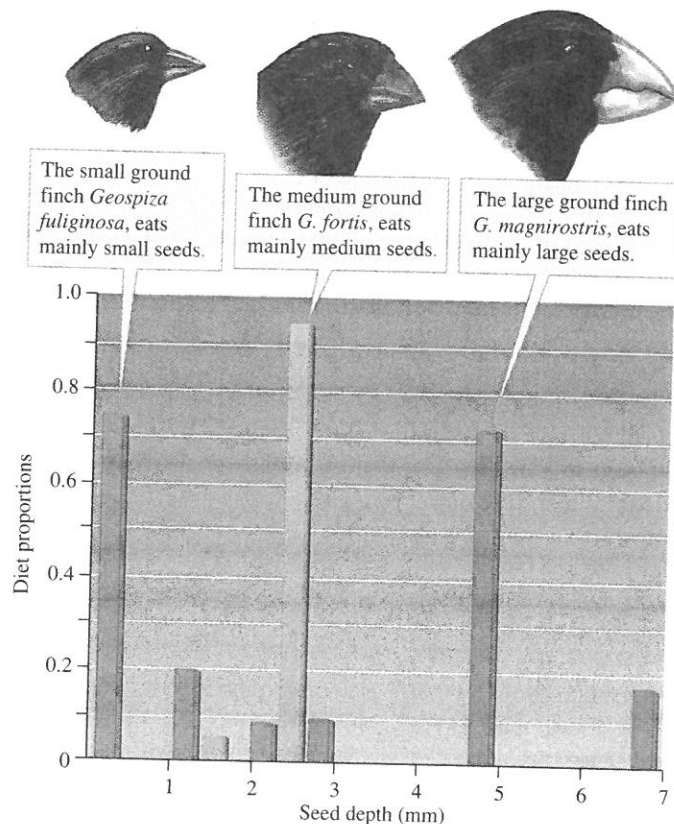 The small ground
finch Geospiza
fuliginosa, eats
mainly small seeds.
The medium ground
finch G. fortis, eats
mainly medium seeds.
The large ground finch
G. magnirostris, eats
mainly large seeds.
1.0
0.8
0.6
0.4
0.2
0
Diet proportions
1 2 3 4 5 6 7
Seed depth (mm)